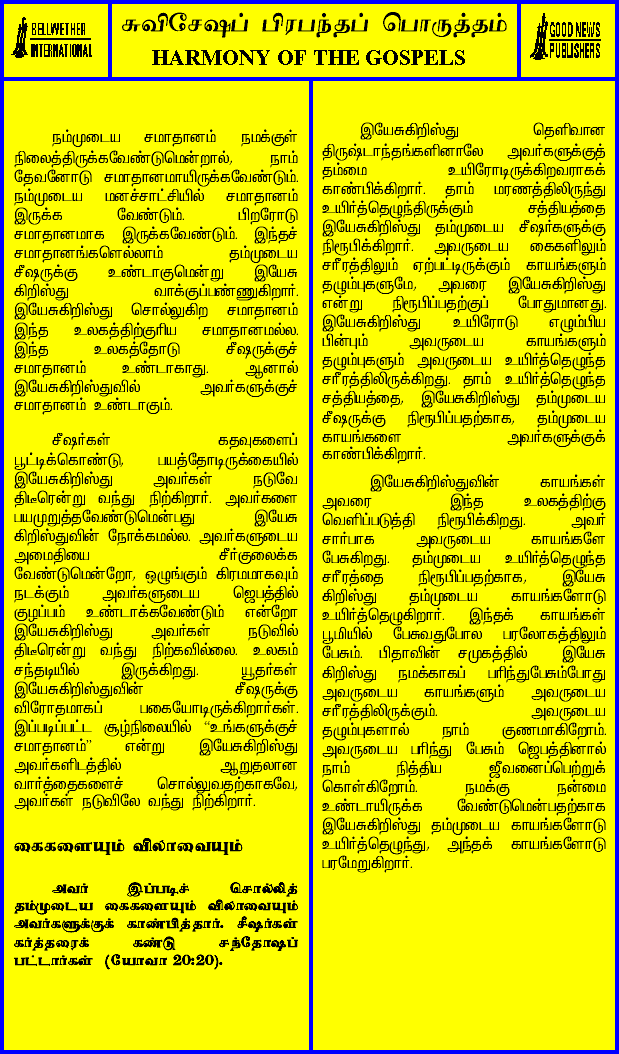 BELLWETHER
INTERNATIONAL
சுவிசேஷப் பிரபந்தப் பொருத்தம்
HARMONY OF THE GOSPELS
GOOD NEWS
PUBLISHERS
நம்முடைய சமாதானம் நமக்குள்
நிலைத்திருக்கவேண்டுமென்றால், நாம்
தேவனோடு சமாதானமாயிருக்கவேண்டும்.
நம்முடைய மனச்சாட்சியில் சமாதானம்
இருக்க வேண்டும். பிறரோடு
சமாதானமாக இருக்கவேண்டும். இந்தச்
சமாதானங்களெல்லாம் தம்முடைய
சீஷருக்கு உண்டாகுமென்று இயேசு
கிறிஸ்து வாக்குப்பண்ணுகிறார்.
இயேசுகிறிஸ்து சொல்லுகிற சமாதானம்
இந்த உலகத்திற்குரிய சமாதானமல்ல.
இந்த உலகத்தோடு சீஷருக்குச்
சமாதானம் உண்டாகாது. ஆனால்
இயேசுகிறிஸ்துவில் அவர்களுக்குச்
சமாதானம் உண்டாகும்.
சீஷர்கள் கதவுகளைப்
பூட்டிக்கொண்டு, பயத்தோடிருக்கையில்
இயேசுகிறிஸ்து அவர்கள் நடுவே
திடீரென்று வந்து நிற்கிறார். அவர்களை
பயமுறுத்தவேண்டுமென்பது இயேசு
கிறிஸ்துவின் நோக்கமல்ல. அவர்களுடைய
அமைதியை சீர்குலைக்க
வேண்டுமென்றோ, ஒழுங்கும் கிரமமாகவும்
நடக்கும் அவர்களுடைய ஜெபத்தில்
குழப்பம் உண்டாக்கவேண்டும் என்றோ
இயேசுகிறிஸ்து அவர்கள் நடுவில்
திடீரென்று வந்து நிற்கவில்லை. உலகம்
சந்தடியில் இருக்கிறது. யூதர்கள்
இயேசுகிறிஸ்துவின் சீஷருக்கு
விரோதமாகப் பகையோடிருக்கிறார்கள்.
இப்படிப்பட்ட சூழ்நிலையில் “உங்களுக்குச்
சமாதானம்” என்று இயேசுகிறிஸ்து
அவர்களிடத்தில் ஆறுதலான
வார்த்தைகளைச் சொல்லுவதற்காகவே,
அவர்கள் நடுவிலே வந்து நிற்கிறார்.
கைகளையும் விலாவையும்
அவர் இப்படிச் சொல்லித்
தம்முடைய கைகளையும் விலாவையும்
அவர்களுக்குக் காண்பித்தார். சீஷர்கள்
கர்த்தரைக் கண்டு சந்தோஷப்
பட்டார்கள் (யோவா 20:20).
இயேசுகிறிஸ்து தெளிவான
திருஷ்டாந்தங்களினாலே அவர்களுக்குத்
தம்மை உயிரோடிருக்கிறவராகக்
காண்பிக்கிறார். தாம் மரணத்திலிருந்து
உயிர்த்தெழுந்திருக்கும் சத்தியத்தை
இயேசுகிறிஸ்து தம்முடைய சீஷர்களுக்கு
நிரூபிக்கிறார். அவருடைய கைகளிலும்
சரீரத்திலும் ஏற்பட்டிருக்கும் காயங்களும்
தழும்புகளுமே, அவரை இயேசுகிறிஸ்து
என்று நிரூபிப்பதற்குப் போதுமானது.
இயேசுகிறிஸ்து உயிரோடு எழும்பிய
பின்பும் அவருடைய காயங்களும்
தழும்புகளும் அவருடைய உயிர்த்தெழுந்த
சரீரத்திலிருக்கிறது. தாம் உயிர்த்தெழுந்த
சத்தியத்தை, இயேசுகிறிஸ்து தம்முடைய
சீஷருக்கு நிரூபிப்பதற்காக, தம்முடைய
காயங்களை அவர்களுக்குக்
காண்பிக்கிறார்.
இயேசுகிறிஸ்துவின் காயங்கள்
அவரை இந்த உலகத்திற்கு
வெளிப்படுத்தி நிரூபிக்கிறது. அவர்
சார்பாக அவருடைய காயங்களே
பேசுகிறது. தம்முடைய உயிர்த்தெழுந்த
சரீரத்தை நிரூபிப்பதற்காக, இயேசு
கிறிஸ்து தம்முடைய காயங்களோடு
உயிர்த்தெழுகிறார். இந்தக் காயங்கள்
பூமியில் பேசுவதுபோல பரலோகத்திலும்
பேசும். பிதாவின் சமுகத்தில் இயேசு
கிறிஸ்து நமக்காகப் பரிந்துபேசும்போது
அவருடைய காயங்களும் அவருடைய
சரீரத்திலிருக்கும். அவருடைய
தழும்புகளால் நாம் குணமாகிறோம்.
அவருடைய பரிந்து பேசும் ஜெபத்தினால்
நாம் நித்திய ஜீவனைப்பெற்றுக்
கொள்கிறோம். நமக்கு நன்மை
உண்டாயிருக்க வேண்டுமென்பதற்காக
இயேசுகிறிஸ்து தம்முடைய காயங்களோடு
உயிர்த்தெழுந்து, அந்தக் காயங்களோடு
பரமேறுகிறார்.